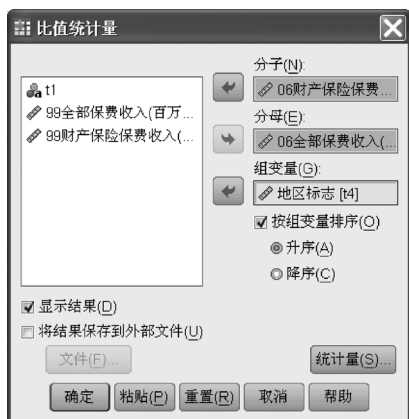 比值统计量
t1
99全部保费收入(百万...
99财产保险保费收入(...
分子(N):
06财产保险保费...
分母(E):
06全部保费收入(...
组变量(G):
地区标志 [t4]
按组变量排序(O)
升序(A)
降序(C)
显示结果(D)
将结果保存到外部文件(U)
文件(F)...
统计量(S)...
确定
粘贴(P)
重置(R)
取消
帮助